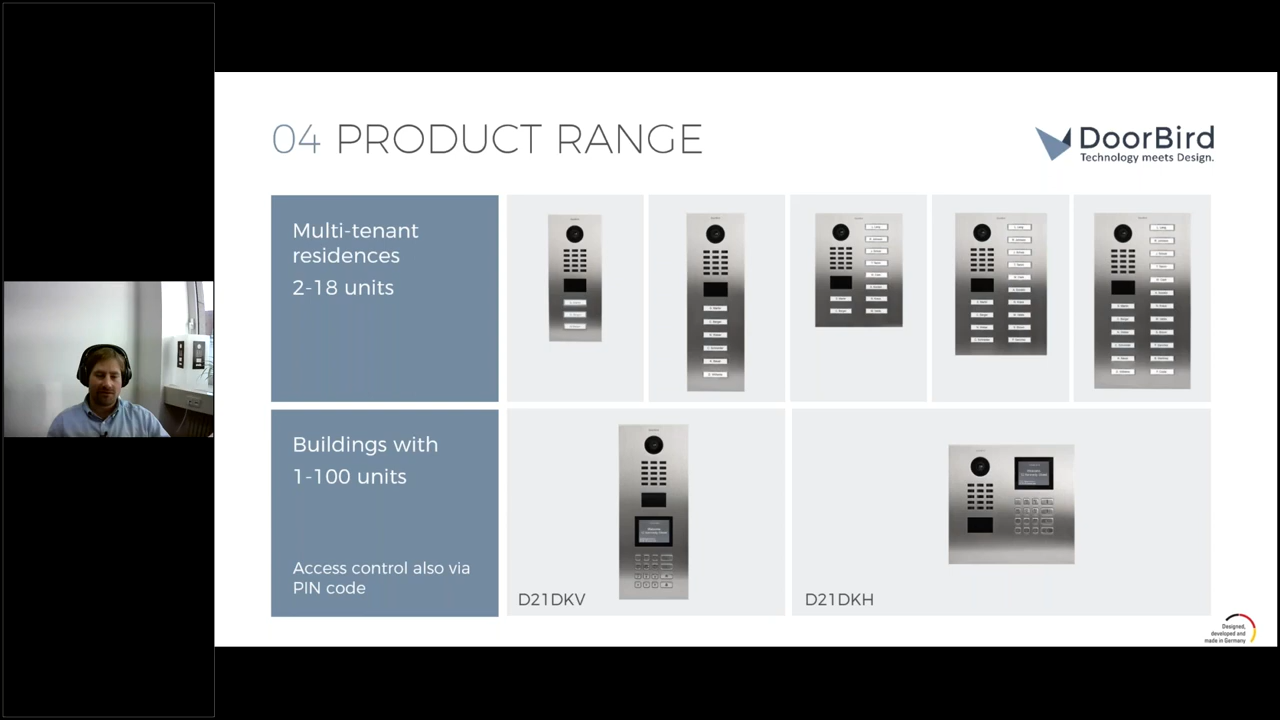 04 PRODUCT RANGE
DoorBird
Technology meets Design.
Multi-tenant
residences
2-18 units
Buildings with
1-100 units
Access control also via
PIN code
D21DKV
D21DKH
Designed,
developed and
made in Germany